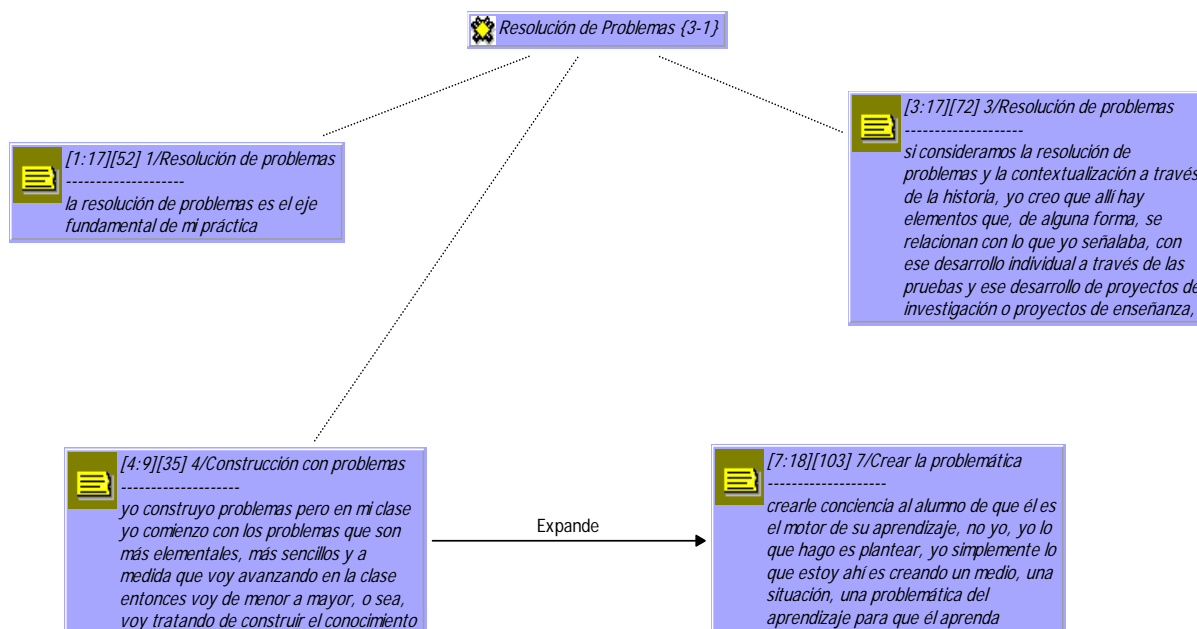 Resolución de Problemas {3-1}
[1:17][52] 1/Resolución de problemas
--------------------
la resolución de problemas es el eje
fundamental de mi práctica
[3:17][72] 3/Resolución de problemas
--------------------
si consideramos la resolución de
problemas y la contextualización a través
de la historia, yo creo que allí hay
elementos que, de alguna forma, se
relacionan con lo que yo señalaba, con
ese desarrollo individual a través de las
pruebas y ese desarrollo de proyectos de
investigación o proyectos de enseñanza,
[4:9][35] 4/Construcción con problemas
--------------------
yo construyo problemas pero en mi clase
yo comienzo con los problemas que son
más elementales, más sencillos y a
medida que voy avanzando en la clase
entonces voy de menor a mayor, o sea,
voy tratando de construir el conocimiento
Expande
[7:18][103] 7/Crear la problemática
--------------------
crearle conciencia al alumno de que él es
el motor de su aprendizaje, no yo, yo lo
que hago es plantear, yo simplemente lo
que estoy ahí es creando un medio, una
situación, una problemática del
aprendizaje para que él aprenda